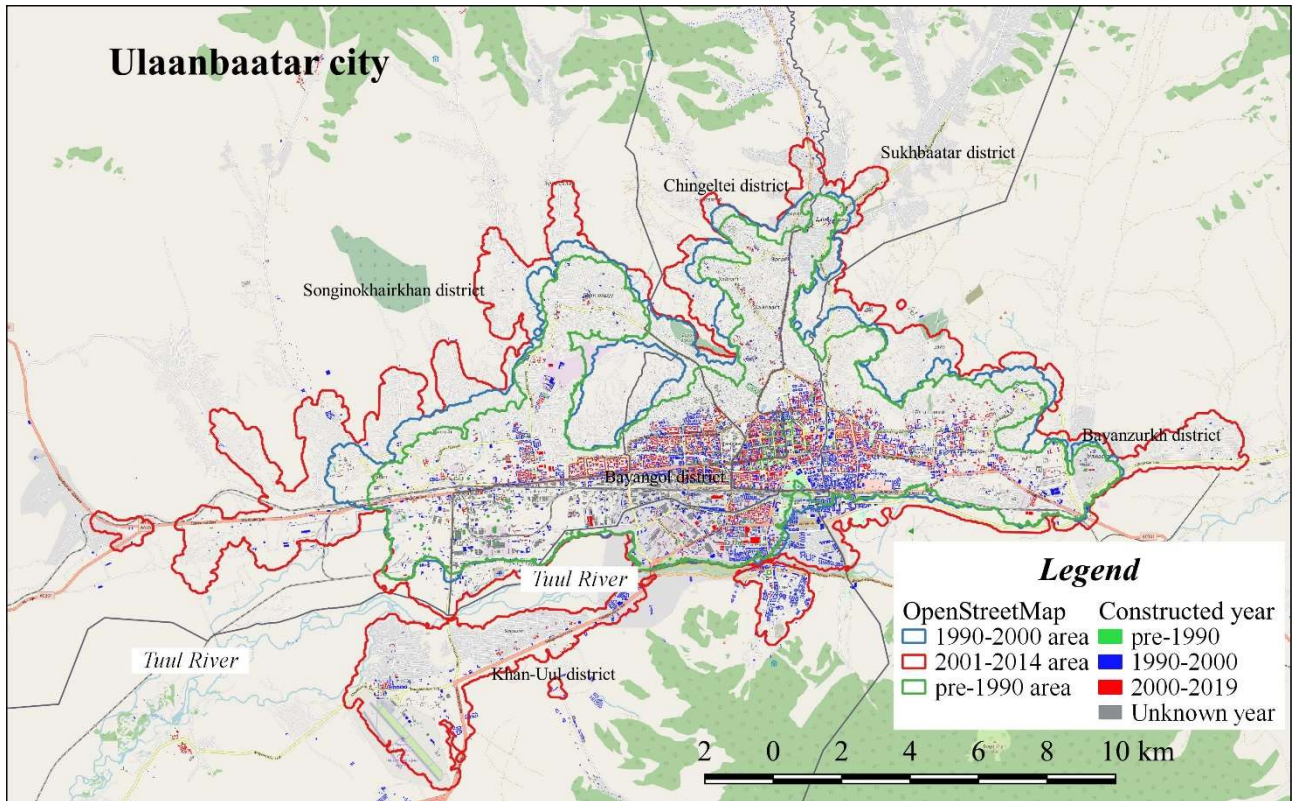 Ulaanbaatar city
Sukhbaatar district
Chingeltei district
Songinokhairkhan district
Bayanzurkh district
Bayangol district
Tuul River
Tuul River
Khan-Uul district
Legend
OpenStreetMap
1990-2000 area
2001-2014 area
pre-1990 area
Constructed year
pre-1990
1990-2000
2000-2019
Unknown year
2 0 2 4 6 8 10 km